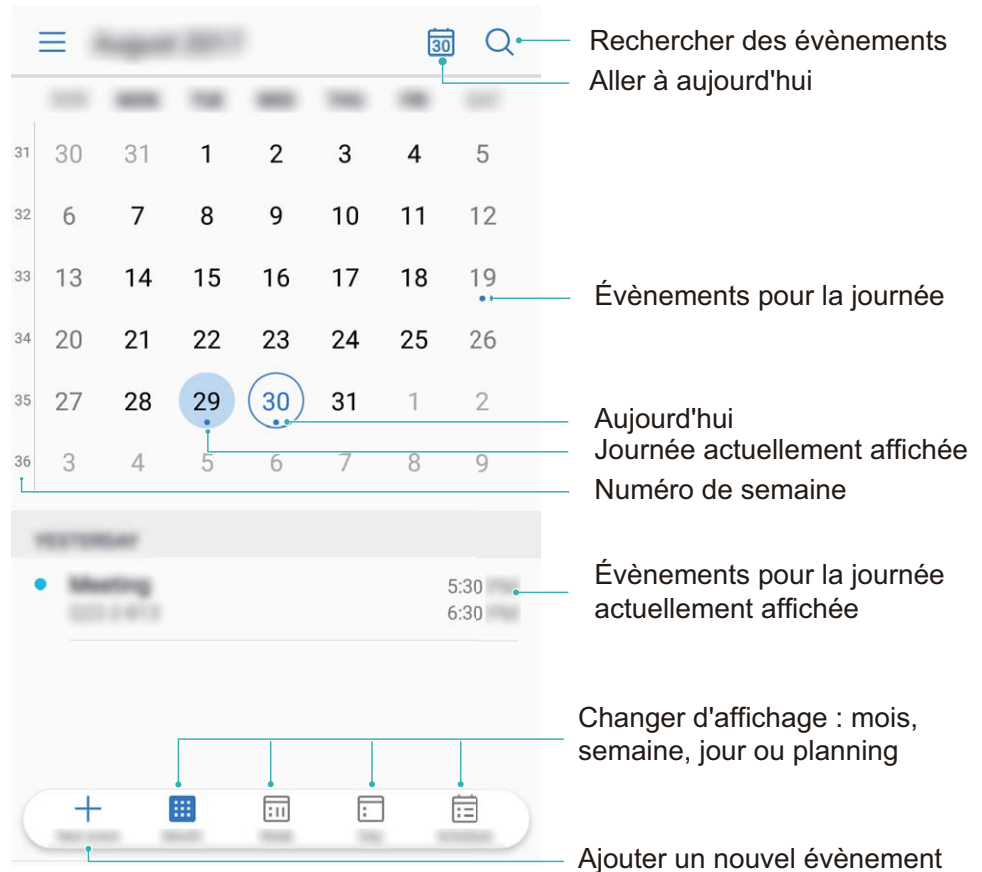 30
Rechercher des évènements
Aller à aujourd'hui
31 30 31 1 2 3 4 5
32 6 7 8 9 10 11 12
33 13 14 15 16 17 18 19
Évènements pour la journée
34 20 21 22 23 24 25 26
35 27 28 29 30 31 1 2
Aujourd'hui
Journée actuellement affichée
36 3 4 5 6 7 8 9
Numéro de semaine
5:30
6:30
Évènements pour la journée
actuellement affichée
Changer d'affichage : mois,
semaine, jour ou planning
Ajouter un nouvel évènement